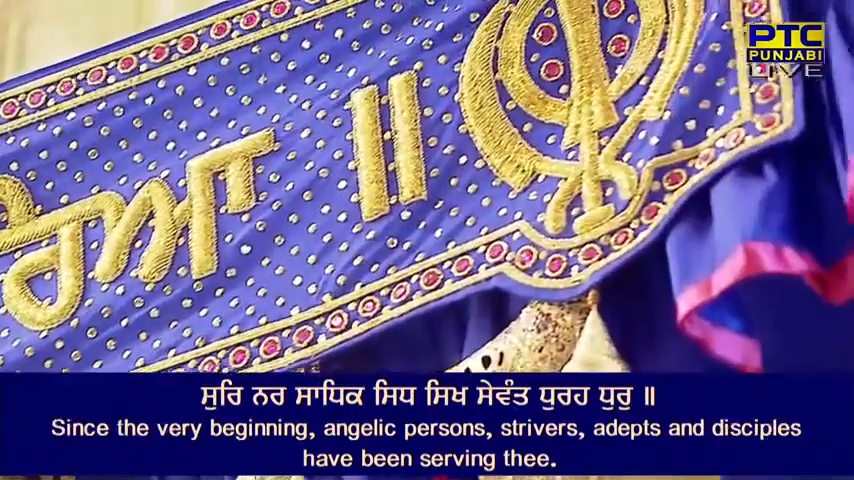 PTC
PUNJABI
LIVE
ਸੁਰਿ ਨਰ ਸਾਧਿਕ ਸਿਧ ਸਿਖ ਸੇਵੰਤ ਧੁਰਹ ਧੁਰੁ ॥
Since the very beginning, angelic persons, strivers, adepts and disciples
have been serving thee.